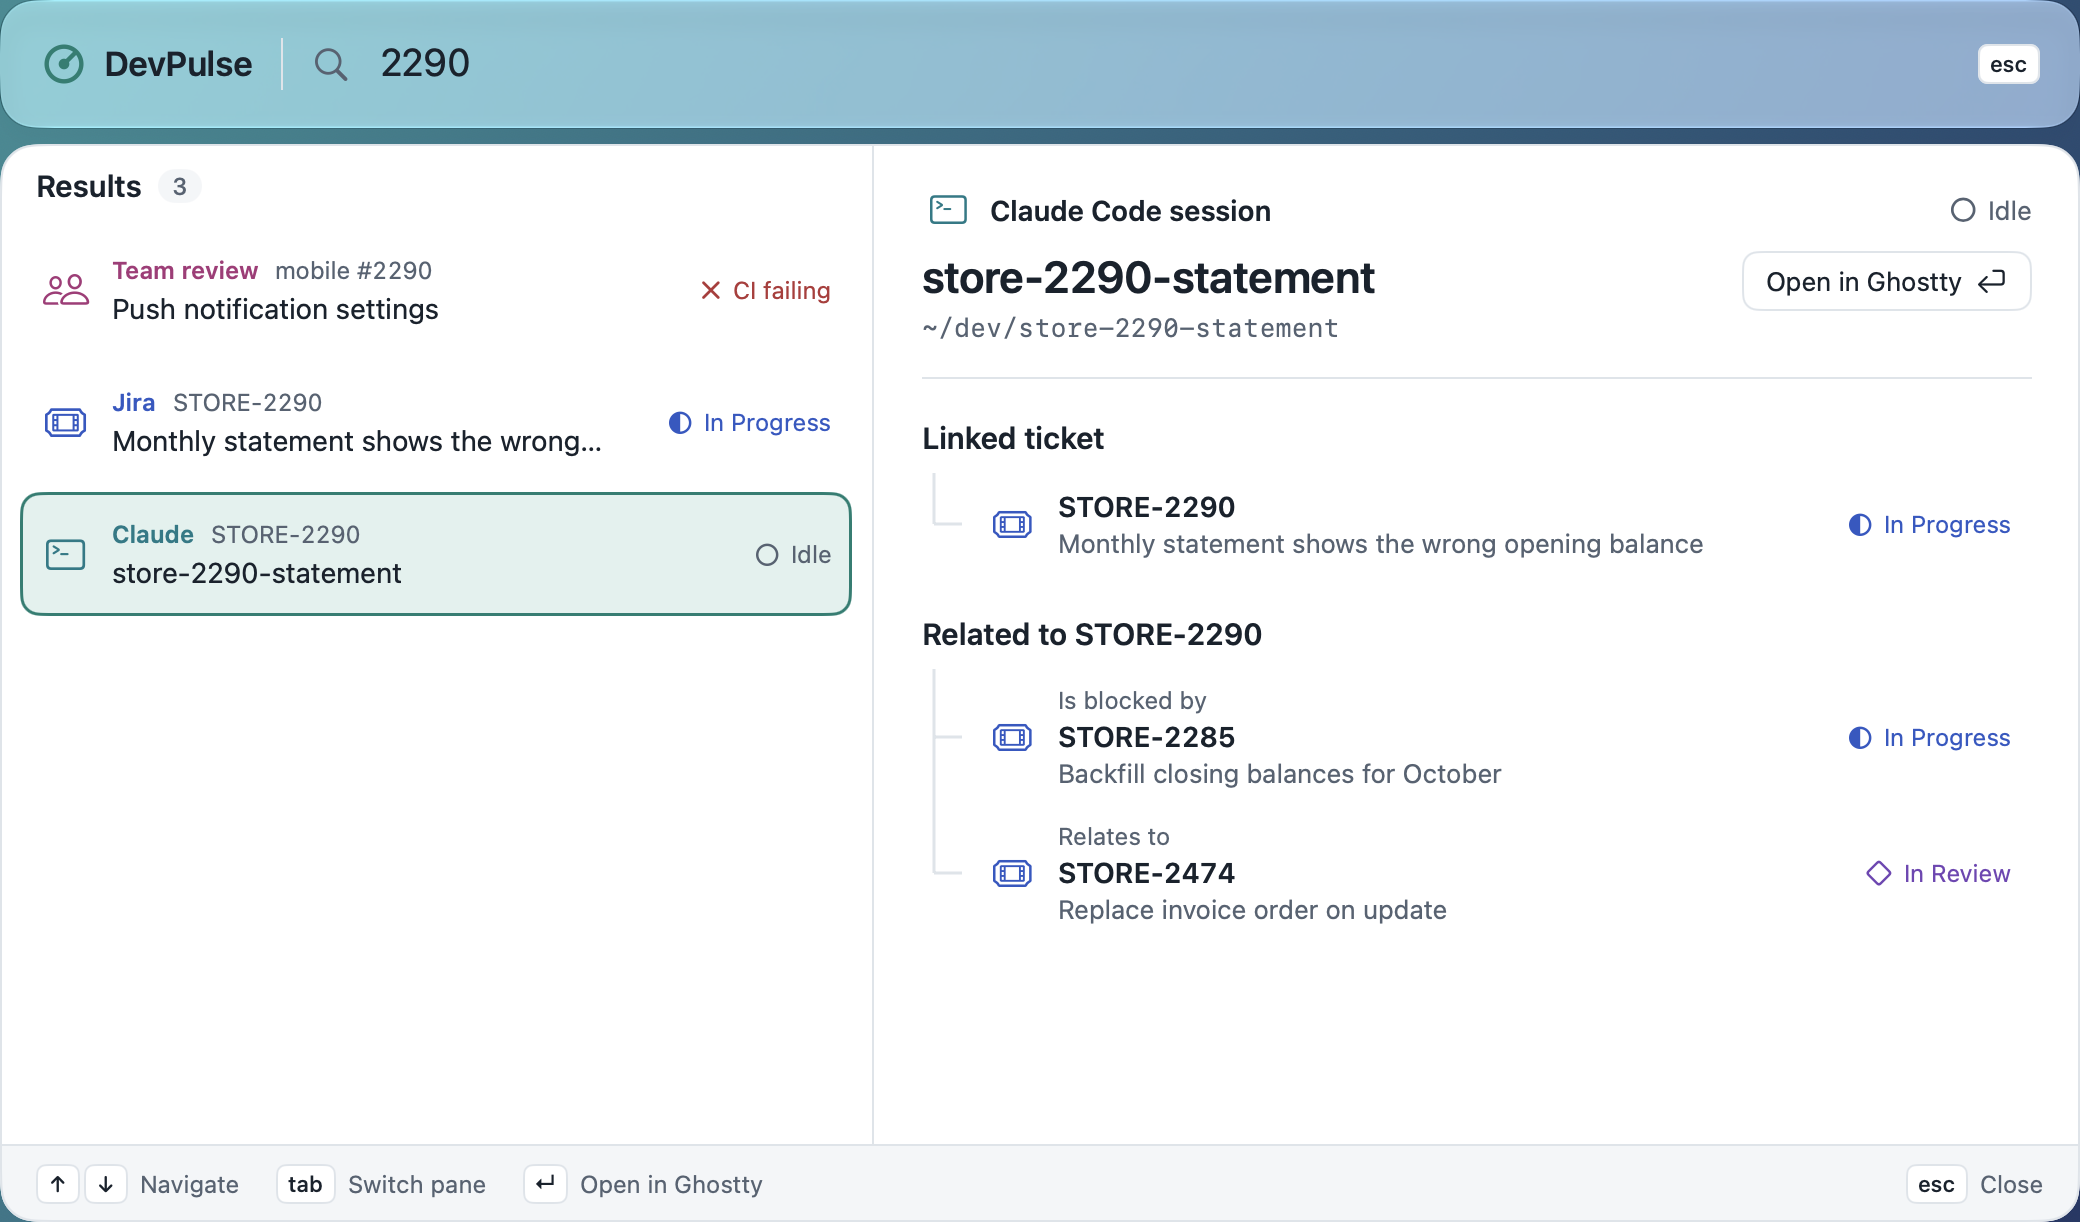 DevPulse 2290 esc
Results 3
Team review mobile #2290
Push notification settings
CI failing
Jira STORE-2290
Monthly statement shows the wrong...
In Progress
Claude STORE-2290
store-2290-statement
Idle
Claude Code session
Idle
store-2290-statement
Open in Ghostty
~/dev/store-2290-statement
Linked ticket
STORE-2290
Monthly statement shows the wrong opening balance
In Progress
Related to STORE-2290
Is blocked by
STORE-2285
Backfill closing balances for October
In Progress
Relates to
STORE-2474
Replace invoice order on update
In Review
↑ ↓ Navigate tab Switch pane ↵ Open in Ghostty esc Close